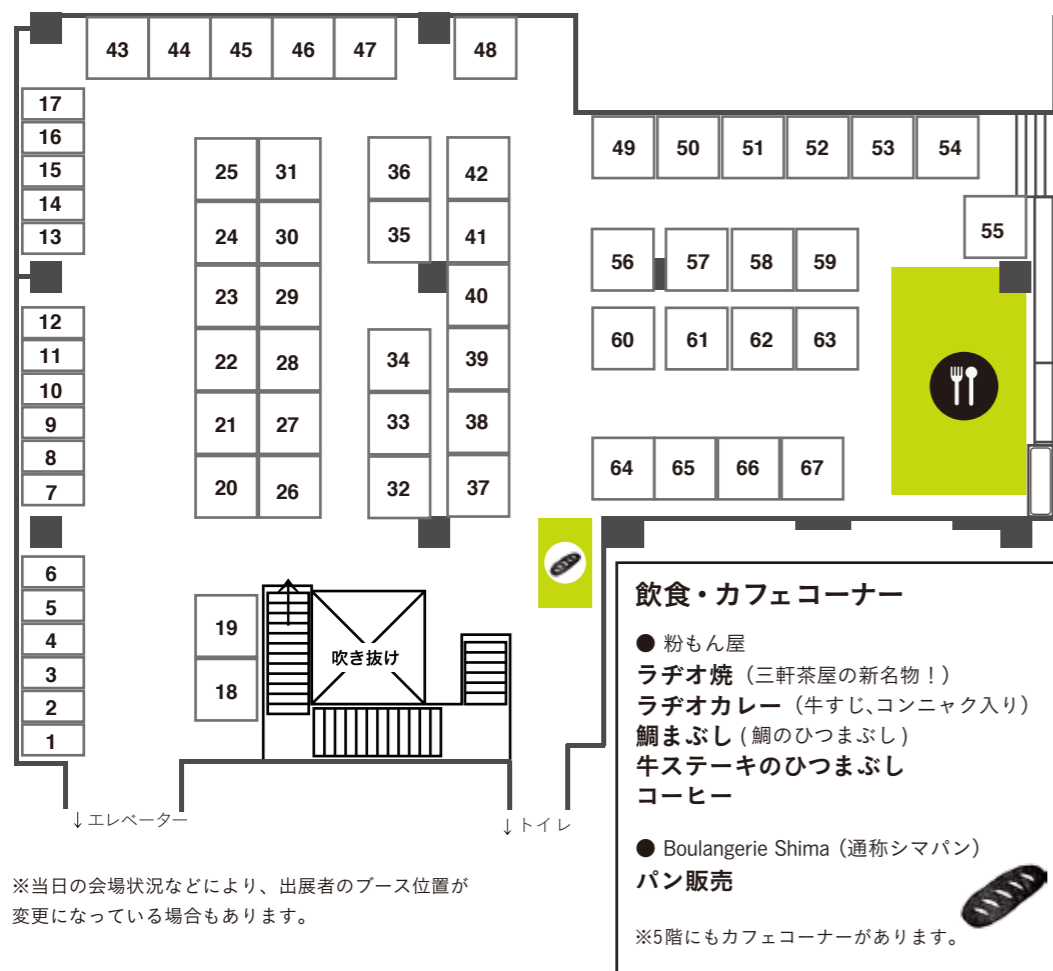 43 44 45 46 47 48
17
16
15
14
13
12
11
10
9
8
7
6
5
4
3
2
1
25 31
24 30
23 29
22 28
21 27
20 26
19
18
36 42
35 41
40
34 39
33 38
32 37
49 50 51 52 53 54
55
56 57 58 59
60 61 62 63
64 65 66 67
吹き抜け
↓エレベーター
↓トイレ
※当日の会場状況などにより、出展者のブース位置が
変更になっている場合もあります。
飲食・カフェコーナー
● 粉もん屋
ラヂオ焼（三軒茶屋の新名物！）
ラヂオカレー（牛すじ、コンニャク入り）
鯛まぶし(鯛のひつまぶし)
牛ステーキのひつまぶし
コーヒー
● Boulangerie Shima（通称シマパン）
パン販売
※5階にもカフェコーナーがあります。